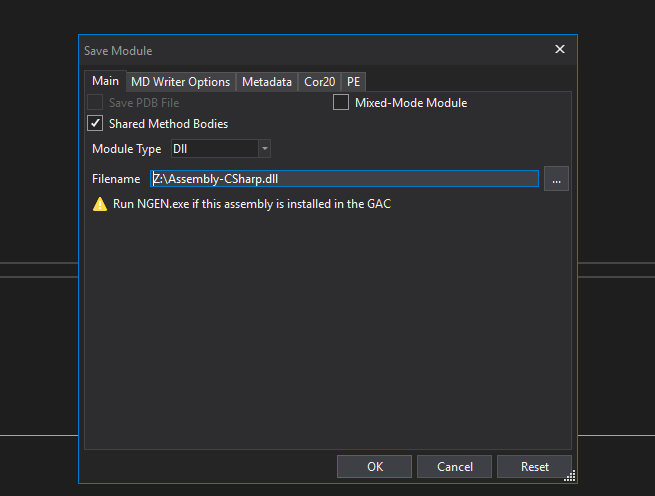 Save Module
Main MD Writer Options Metadata Cor20 PE
Save PDB File Mixed-Mode Module
Shared Method Bodies
Module Type Dll
Filename Z:\Assembly-CSharp.dll ...
Run NGEN.exe if this assembly is installed in the GAC
OK Cancel Reset